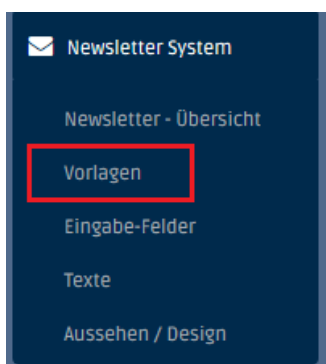 Newsletter System
Newsletter - Übersicht
Vorlagen
Eingabe-Felder
Texte
Aussehen / Design